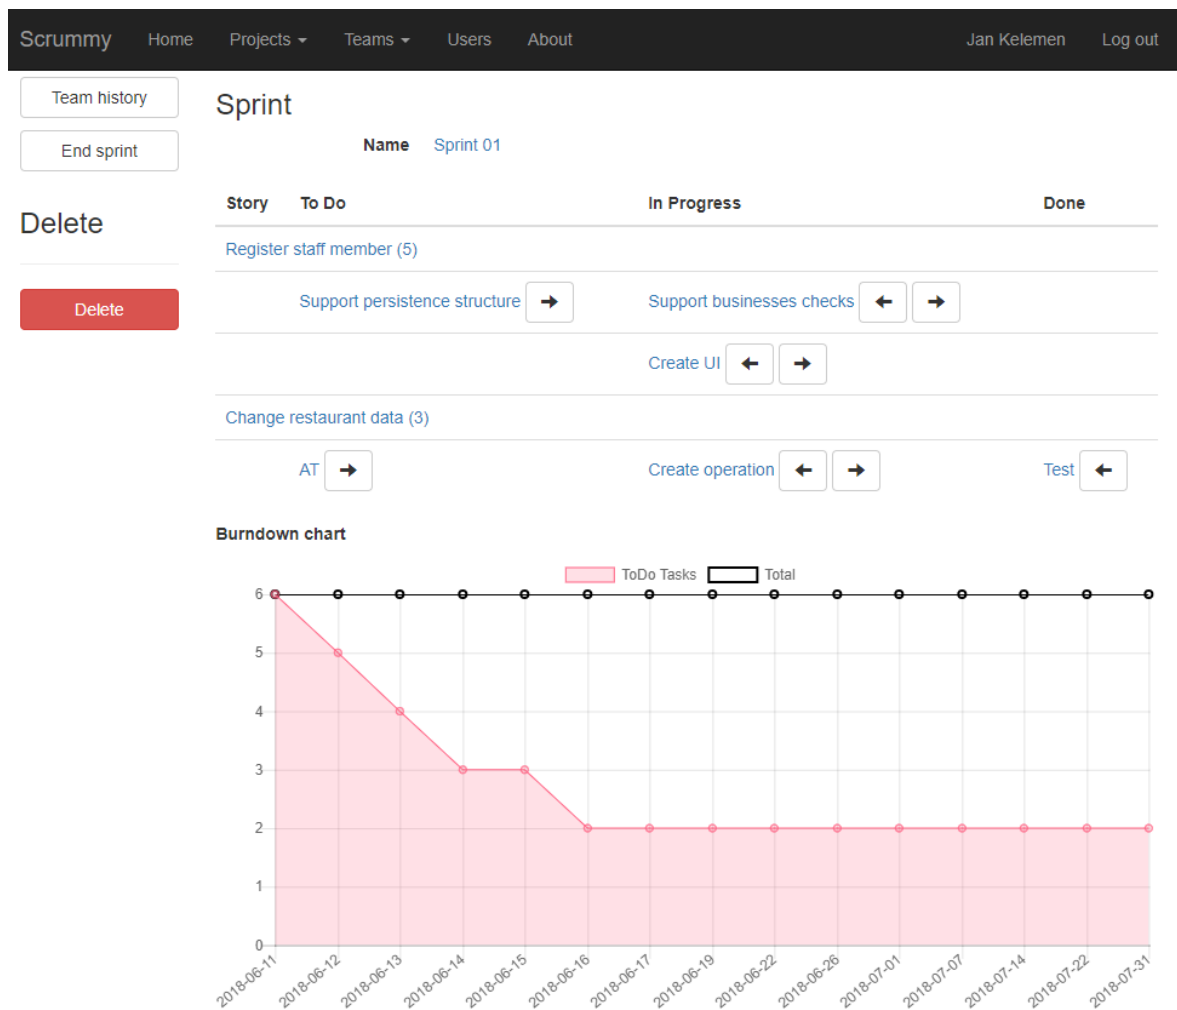 Scrummy Home Projects Teams Users About Jan Kelemen Log out
Team history
End sprint
Delete
Delete
Sprint
Name Sprint 01
Story To Do In Progress Done
Register staff member (5)
Support persistence structure Support businesses checks
Create UI
Change restaurant data (3)
AT Create operation Test
Burndown chart
ToDo Tasks Total
6
5
4
3
2
1
0
2018-06-11 2018-06-12 2018-06-13 2018-06-14 2018-06-15 2018-06-16 2018-06-17 2018-06-19 2018-06-22 2018-06-26 2018-07-01 2018-07-07 2018-07-14 2018-07-22 2018-07-31